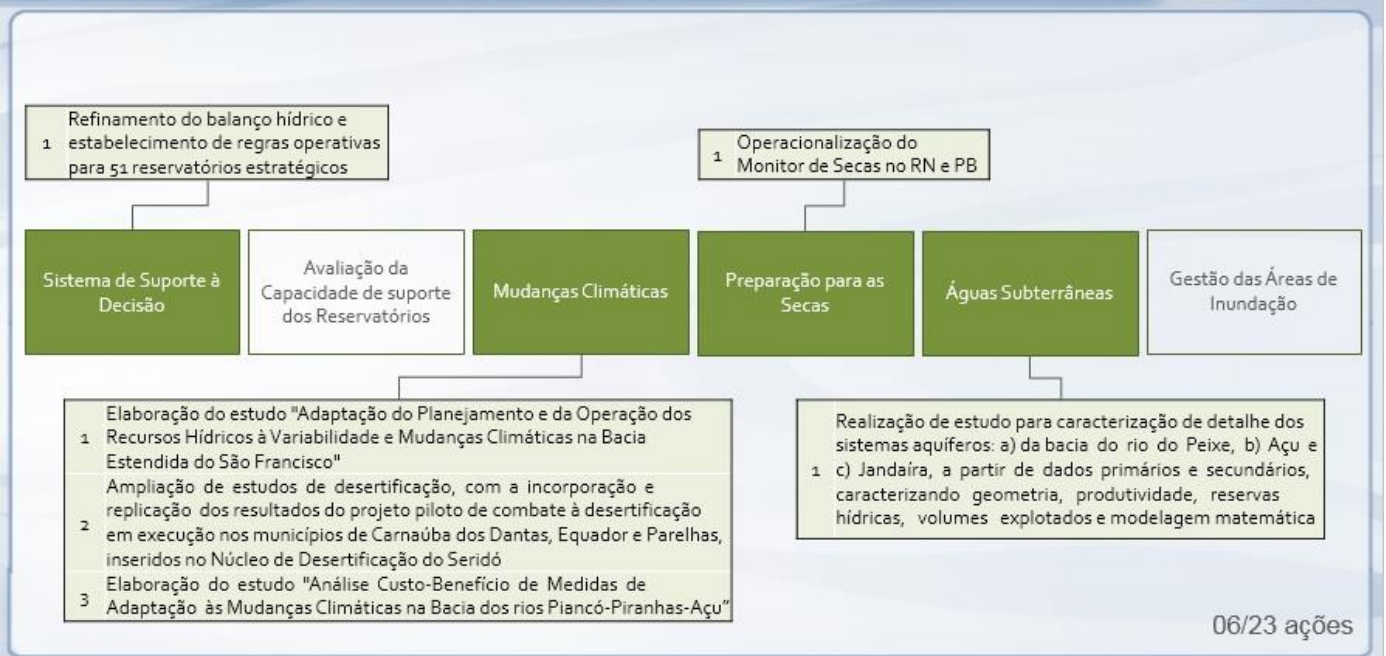 Refinamento do balanço hídrico e
1 estabelecimento de regras operativas
para 51 reservatórios estratégicos
1 Operacionalização do
Monitor de Secas no RN e PB
Sistema de Suporte à
Decisão
Avaliação da
Capacidade de suporte
dos Reservatórios
Mudanças Climáticas
Preparação para as
Secas
Águas Subterrâneas
Gestão das Áreas de
Inundação
Elaboração do estudo "Adaptação do Planejamento e da Operação dos
1 Recursos Hídricos à Variabilidade e Mudanças Climáticas na Bacia
Estendida do São Francisco"
Ampliação de estudos de desertificação, com a incorporação e
2 replicação dos resultados do projeto piloto de combate à desertificação
em execução nos municípios de Carnaúba dos Dantas, Equador e Parelhas,
inseridos no Núcleo de Desertificação do Seridó
3 Elaboração do estudo "Análise Custo-Benefício de Medidas de
Adaptação às Mudanças Climáticas na Bacia dos rios Piancó-Piranhas-Açu”
Realização de estudo para caracterização de detalhe dos
sistemas aquíferos: a) da bacia do rio do Peixe, b) Açu e
1 c) Jandaíra, a partir de dados primários e secundários,
caracterizando geometria, produtividade, reservas
hídricas, volumes explotados e modelagem matemática
06/23 ações